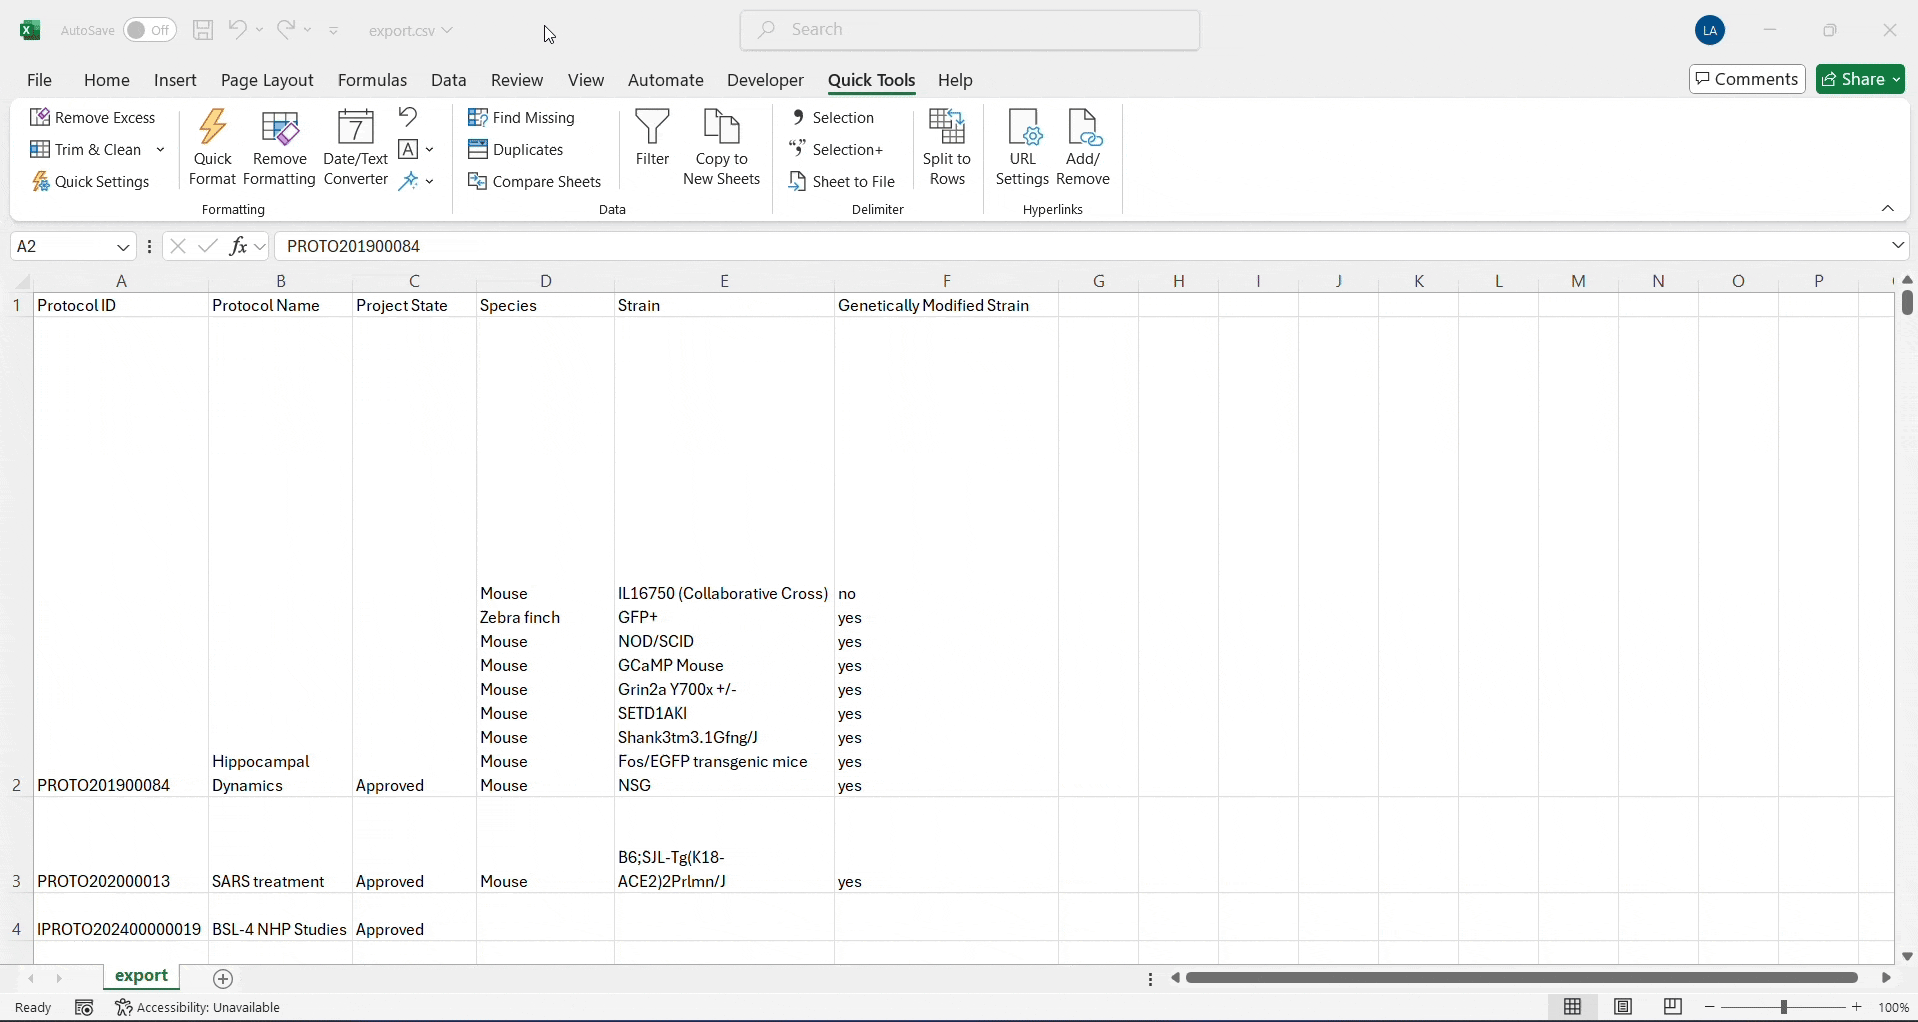 AutoSave Off export.csv Search LA
File Home Insert Page Layout Formulas Data Review View Automate Developer Quick Tools Help Comments Share
Remove Excess
Trim & Clean
Quick Settings
Quick
Format
Remove
Formatting
Date/Text
Converter
Formatting
Find Missing
Duplicates
Compare Sheets
Filter
Copy to
New Sheets
Data
Selection
Selection+
Sheet to File
Split to
Rows
Delimiter
URL
Settings
Add/
Remove
Hyperlinks
A2 fx PROTO201900084
A B C D E F G H I J K L M N O P
1 Protocol ID Protocol Name Project State Species Strain Genetically Modified Strain
Mouse IL16750 (Collaborative Cross) no
Zebra finch GFP+ yes
Mouse NOD/SCID yes
Mouse GCaMP Mouse yes
Mouse Grin2a Y700x +/- yes
Mouse SETD1AKI yes
Mouse Shank3tm3.1Gfng/J yes
Hippocampal Mouse Fos/EGFP transgenic mice yes
2 PROTO201900084 Dynamics Approved Mouse NSG yes
B6;SJL-Tg(K18-
3 PROTO202000013 SARS treatment Approved Mouse ACE2)2Prlmn/J yes
4 IPROTO202400000019 BSL-4 NHP Studies Approved
export
Ready Accessibility: Unavailable 100%